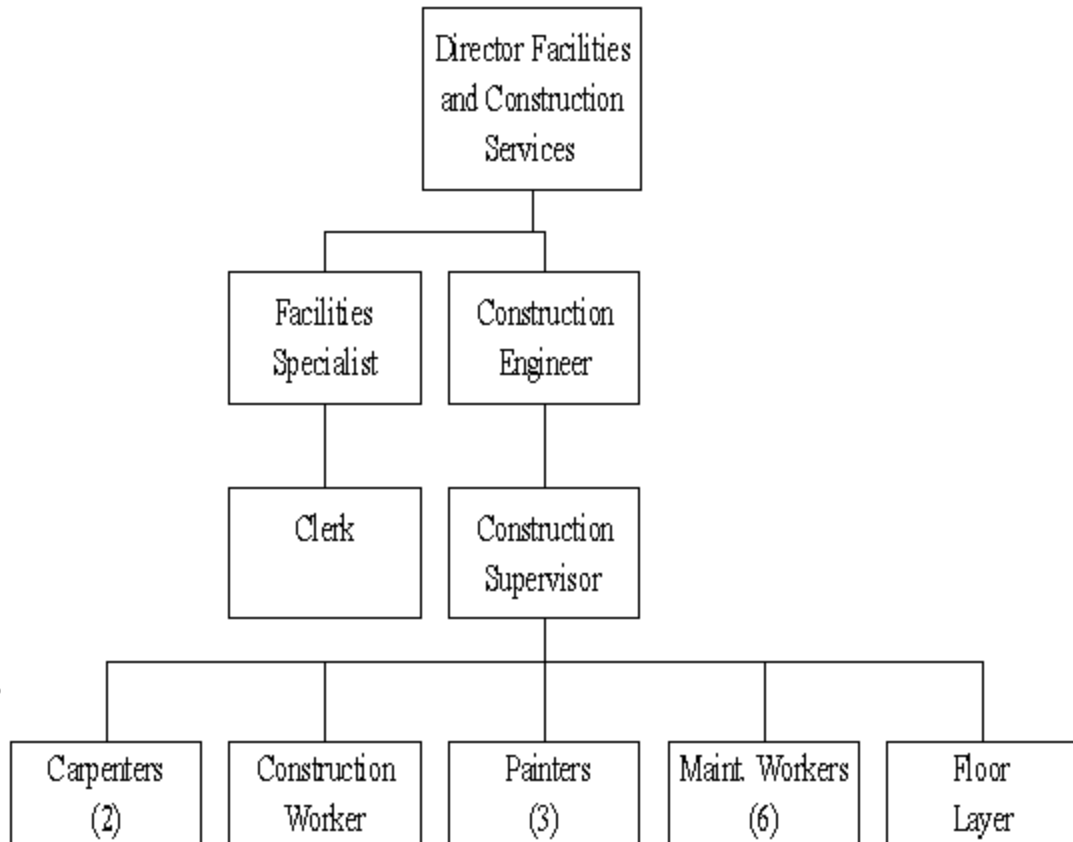 Director Facilities
and Construction
Services
Facilities
Specialist
Construction
Engineer
Clerk
Construction
Supervisor
Carpenters
(2)
Construction
Worker
Painters
(3)
Maint. Workers
(6)
Floor
Layer